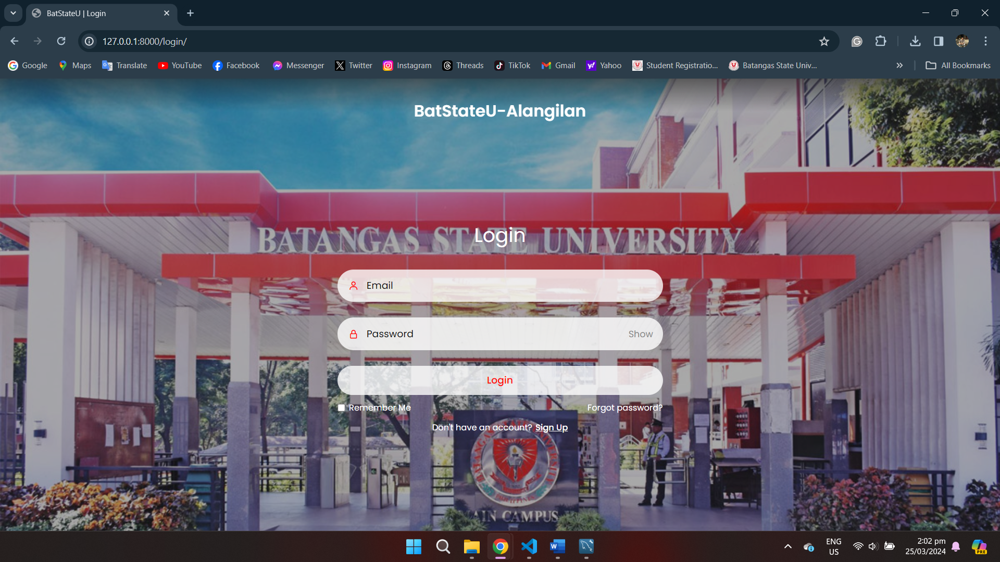 BatStateU | Login
127.0.0.1:8000/login/
Google Maps Translate YouTube Facebook Messenger Twitter Instagram Threads TikTok Gmail Yahoo Student Registratio... Batangas State Univ... All Bookmarks
BatStateU-Alangilan
BATANGAS STATE UNIVERSITY
Login
Email
Password Show
Login
Remember Me Forgot password?
Don't have an account? Sign Up
MAIN CAMPUS
ENG
US
2:02 pm
25/03/2024
PRE